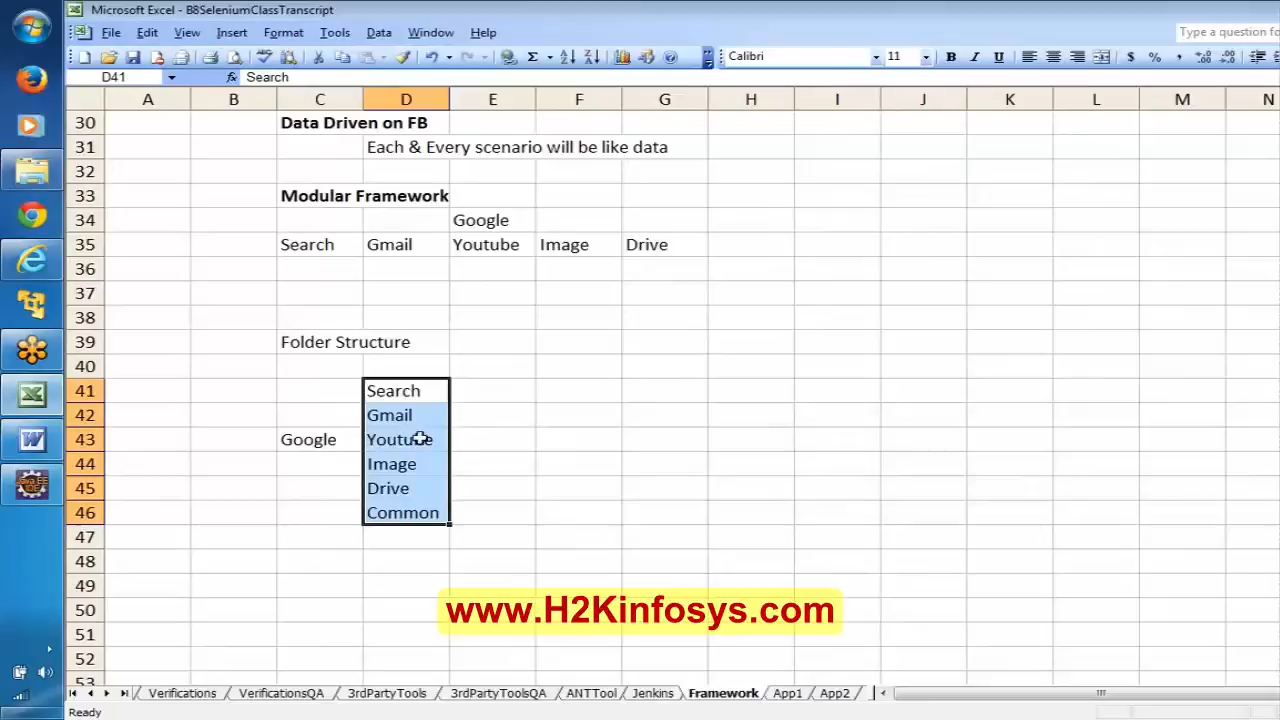 Microsoft Excel - B8SeleniumClassTranscript
File Edit View Insert Format Tools Data Window Help
Type a question fo
Calibri 11 B I U $ %
D41 fx Search
A B C D E F G H I J K L M N
30 Data Driven on FB
31 Each & Every scenario will be like data
32
33 Modular Framework
34 Google
35 Search Gmail Youtube Image Drive
36
37
38
39 Folder Structure
40
41 Search
42 Gmail
43 Google Youtube
44 Image
45 Drive
46 Common
47
48
49
50
www.H2Kinfosys.com
51
52
53
Verifications VerificationsQA 3rdPartyTools 3rdPartyToolsQA ANTTool Jenkins Framework App1 App2
Ready